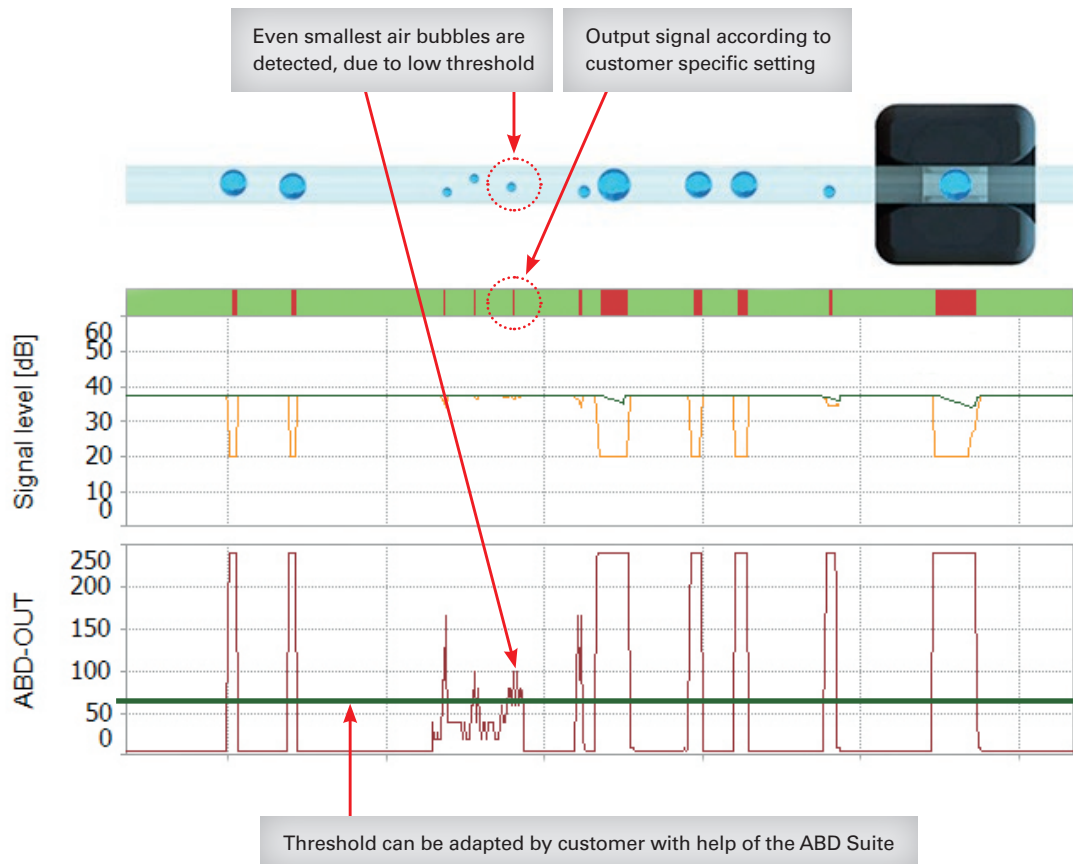 Even smallest air bubbles are
detected, due to low threshold
Output signal according to
customer specific setting
Signal level [dB]
60
50
40
30
20
10
0
ABD-OUT
250
200
150
100
50
0
Threshold can be adapted by customer with help of the ABD Suite